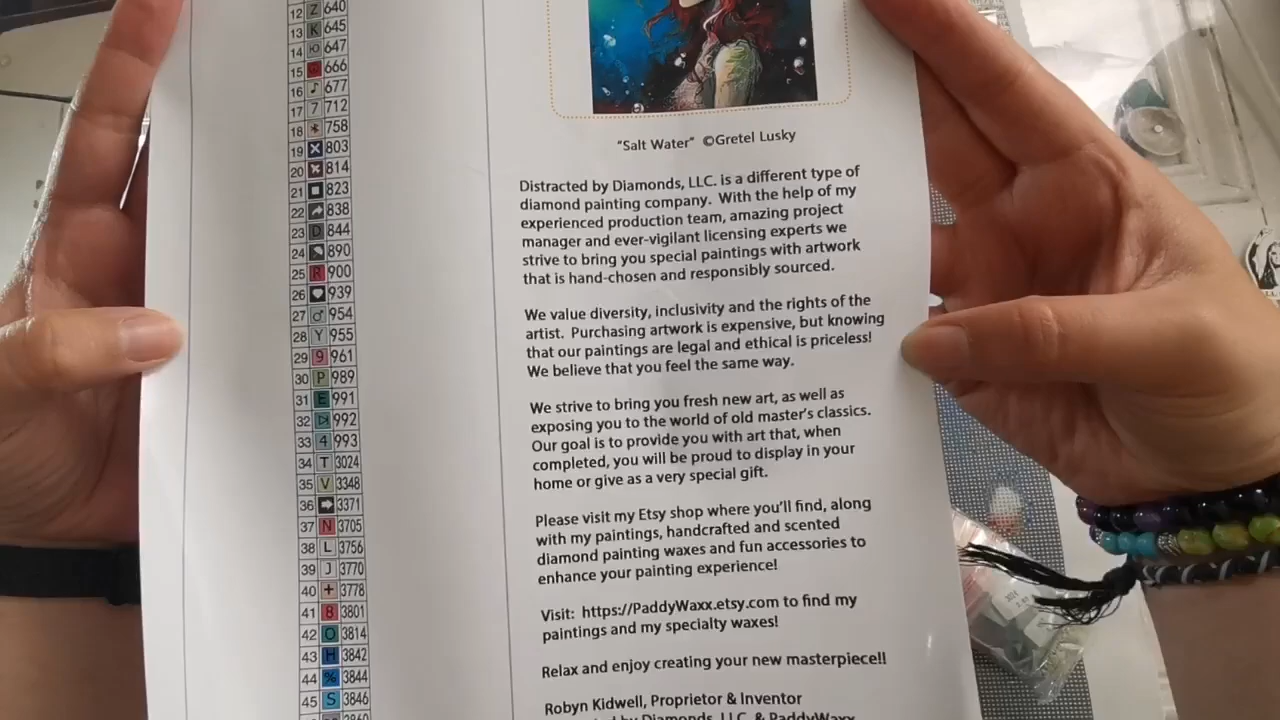 12 Z 640
13 K 645
14 IO 647
15 666
16 ♪ 677
17 7 712
18 758
19 X 803
20 814
21 823
22 838
23 D 844
24 890
25 R 900
26 939
27 ♂ 954
28 Y 955
29 9 961
30 P 989
31 E 991
32 992
33 4 993
34 T 3024
35 V 3348
36 3371
37 N 3705
38 L 3756
39 J 3770
40 + 3778
41 8 3801
42 O 3814
43 H 3842
44 % 3844
45 S 3846
"Salt Water" ©Gretel Lusky
Distracted by Diamonds, LLC. is a different type of
diamond painting company. With the help of my
experienced production team, amazing project
manager and ever-vigilant licensing experts we
strive to bring you special paintings with artwork
that is hand-chosen and responsibly sourced.
We value diversity, inclusivity and the rights of the
artist. Purchasing artwork is expensive, but knowing
that our paintings are legal and ethical is priceless!
We believe that you feel the same way.
We strive to bring you fresh new art, as well as
exposing you to the world of old master's classics.
Our goal is to provide you with art that, when
completed, you will be proud to display in your
home or give as a very special gift.
Please visit my Etsy shop where you'll find, along
with my paintings, handcrafted and scented
diamond painting waxes and fun accessories to
enhance your painting experience!
Visit: https://PaddyWaxx.etsy.com to find my
paintings and my specialty waxes!
Relax and enjoy creating your new masterpiece!!
Robyn Kidwell, Proprietor & Inventor
by Diamonds, LLC & PaddyWaxx